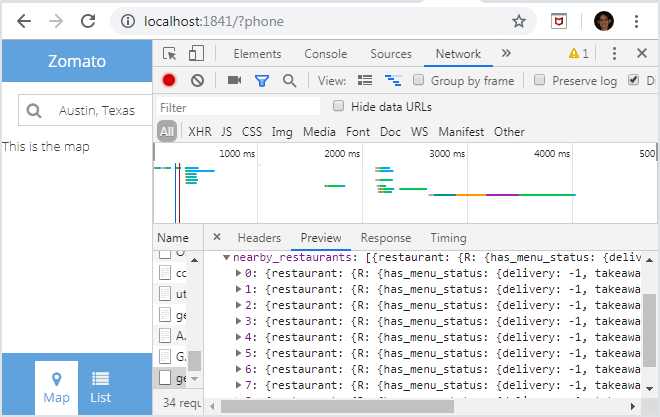 localhost:1841/?phone
Zomato
Austin, Texas
This is the map
Map
List
Elements Console Sources Network » 1
View: Group by frame Preserve log
Filter Hide data URLs
All XHR JS CSS Img Media Font Doc WS Manifest Other
1000 ms 2000 ms 3000 ms 4000 ms 500
Name × Headers Preview Response Timing
co
ut
ge
A.
G.
ge
34 requ
nearby_restaurants: [{restaurant: {R: {has_menu_status: {deliv
0: {restaurant: {R: {has_menu_status: {delivery: -1, takeawa
1: {restaurant: {R: {has_menu_status: {delivery: -1, takeawa
2: {restaurant: {R: {has_menu_status: {delivery: -1, takeawa
3: {restaurant: {R: {has_menu_status: {delivery: -1, takeawa
4: {restaurant: {R: {has_menu_status: {delivery: -1, takeawa
5: {restaurant: {R: {has_menu_status: {delivery: -1, takeawa
6: {restaurant: {R: {has_menu_status: {delivery: -1, takeawa
7: {restaurant: {R: {has_menu_status: {delivery: -1, takeawa